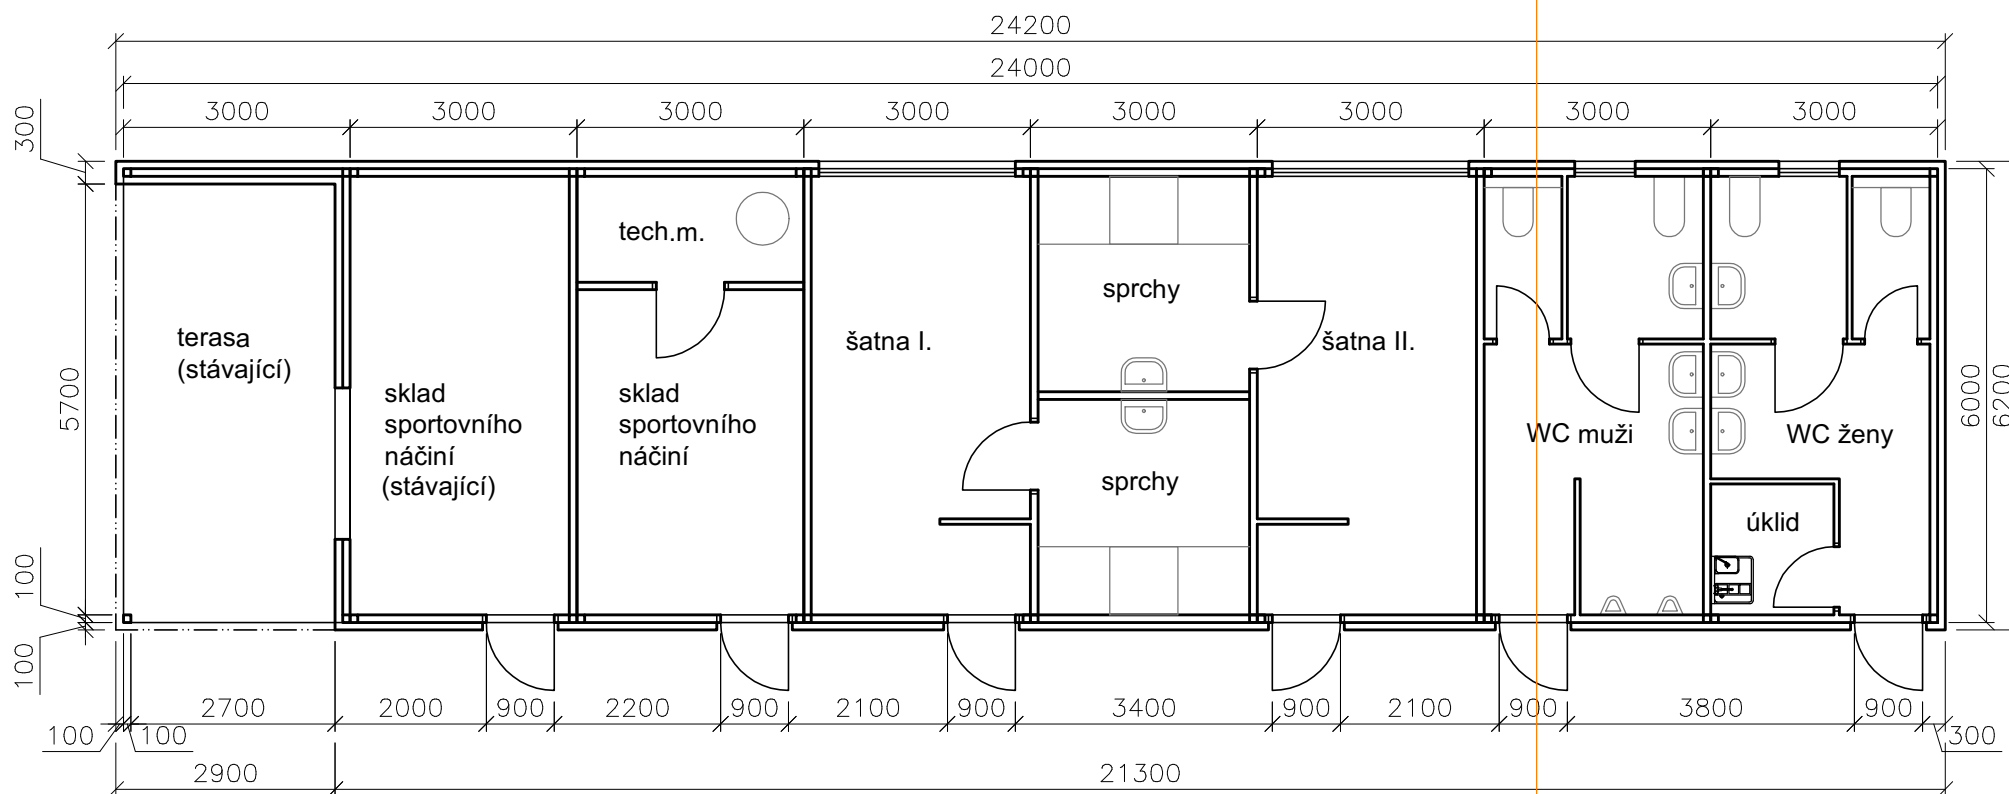 24200
24000
3000 3000 3000 3000 3000 3000 3000 3000
300
tech.m.
sprchy
terasa
(stávající)
šatna I.
šatna II.
sklad
sportovního
náčiní
(stávající)
sklad
sportovního
náčiní
5700
6000
6200
WC muži
WC ženy
sprchy
úklid
100
100
2700 2000 900 2200 900 2100 900 3400 900 2100 900 3800 900
100 100 300
2900 21300